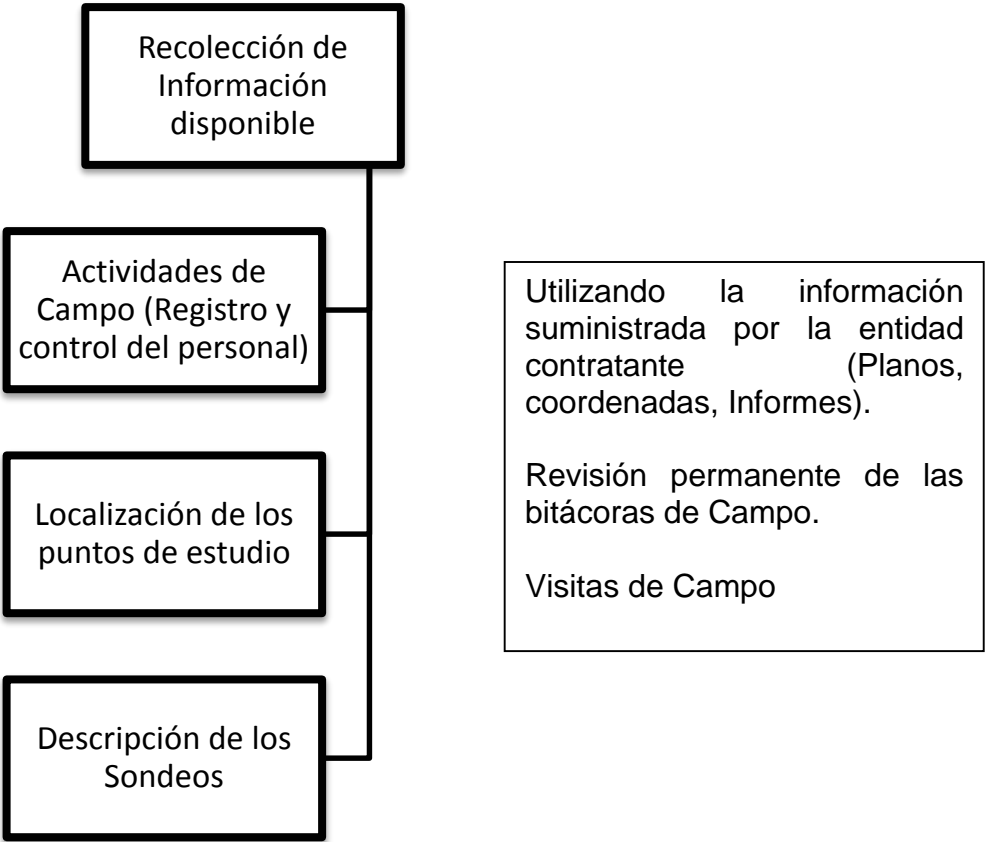 Recolección de
Información
disponible
Actividades de
Campo (Registro y
control del personal)
Localización de los
puntos de estudio
Descripción de los
Sondeos
Utilizando la información
suministrada por la entidad
contratante (Planos,
coordenadas, Informes).
Revisión permanente de las
bitácoras de Campo.
Visitas de Campo